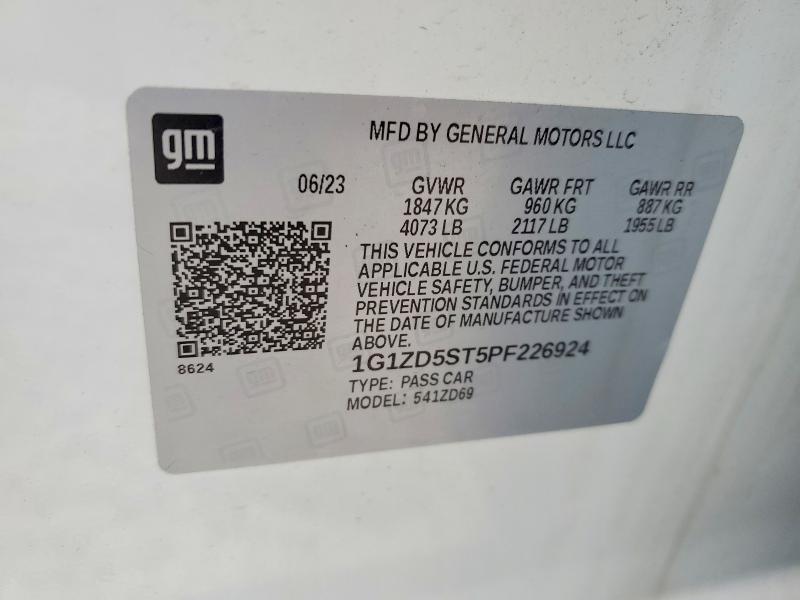 gm
MFD BY GENERAL MOTORS LLC
06/23 GVWR GAWR FRT GAWR RR
1847 KG 960 KG 887 KG
4073 LB 2117 LB 1955 LB
THIS VEHICLE CONFORMS TO ALL
APPLICABLE U.S. FEDERAL MOTOR
VEHICLE SAFETY, BUMPER, AND THEFT
PREVENTION STANDARDS IN EFFECT ON
THE DATE OF MANUFACTURE SHOWN
ABOVE.
8624
1G1ZD5ST5PF226924
TYPE: PASS CAR
MODEL: 541ZD69